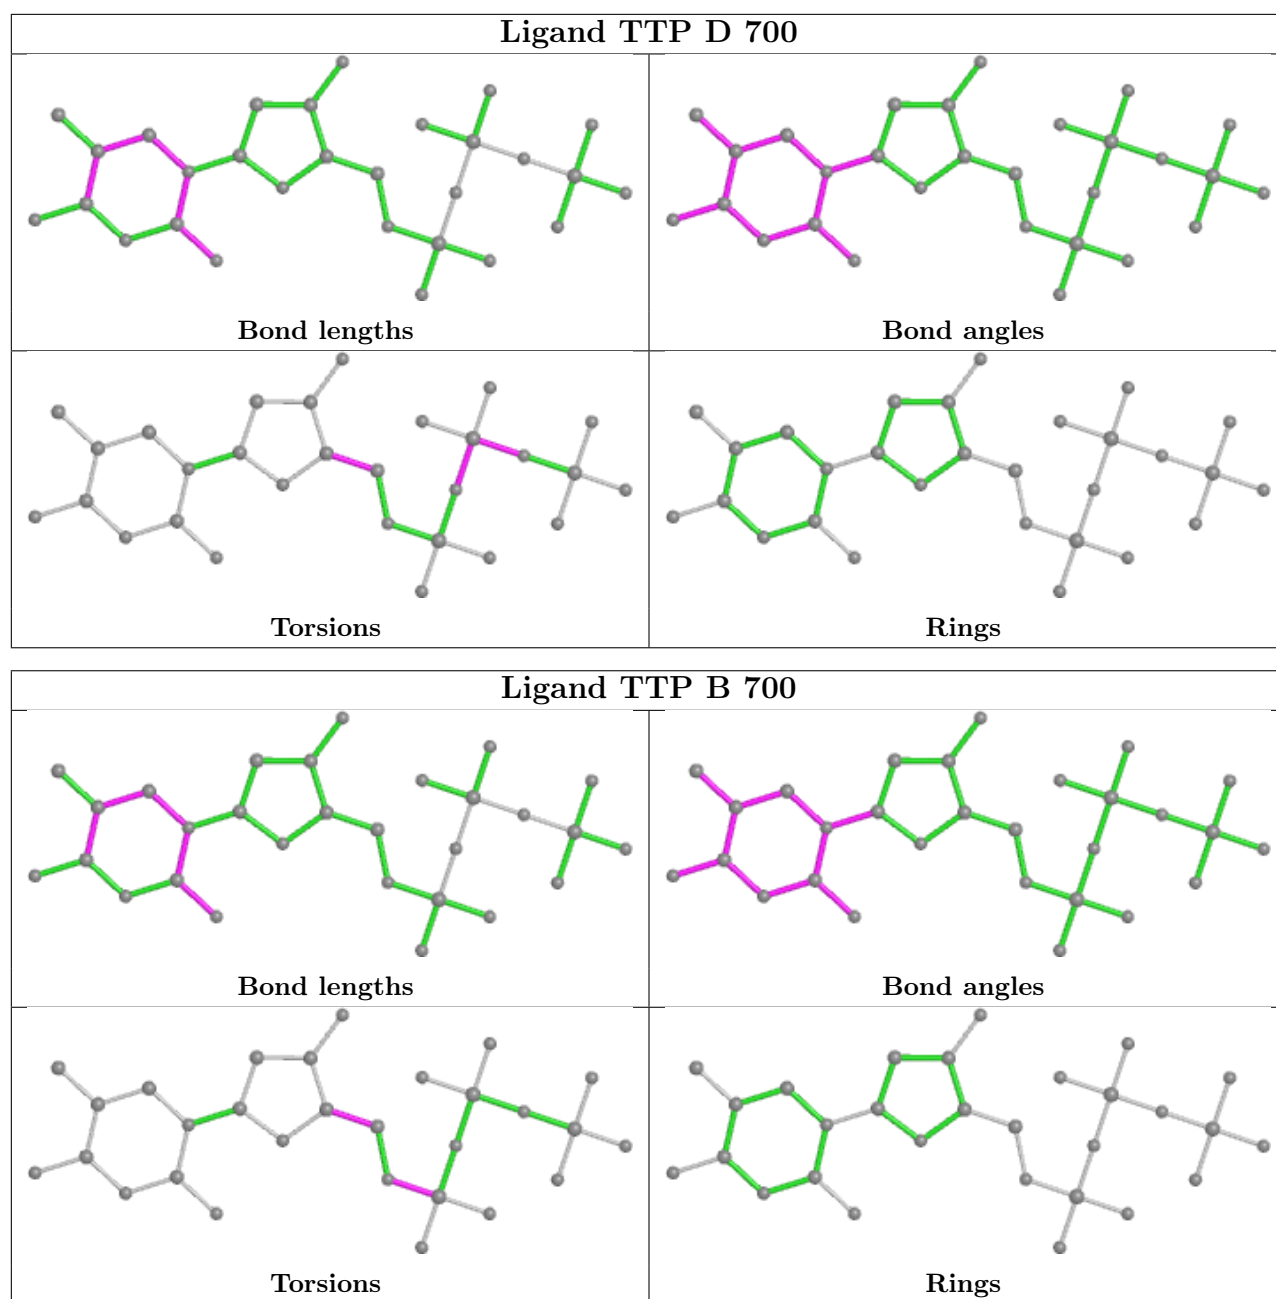 Ligand TTP D 700
Bond lengths
Bond angles
Torsions
Rings
Ligand TTP B 700
Bond lengths
Bond angles
Torsions
Rings